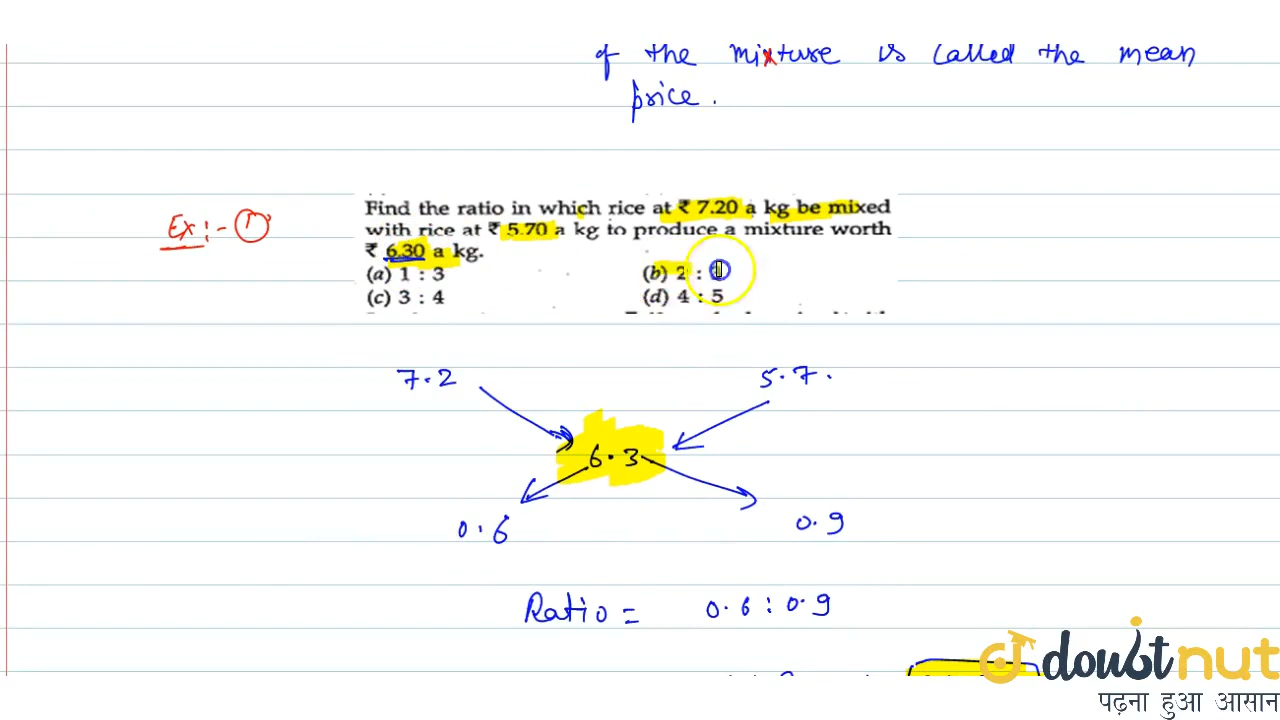 of the mixture is called the mean
price.
Ex:- 1
Find the ratio in which rice at ₹ 7.20 a kg be mixed
with rice at ₹ 5.70 a kg to produce a mixture worth
₹ 6.30 a kg.
(a) 1 : 3 (b) 2 :
(c) 3 : 4 (d) 4 : 5
7.2 5.7.
6.3
0.6 0.9
Ratio = 0.6 : 0.9
doubtnut
पढ़ना हुआ आसान